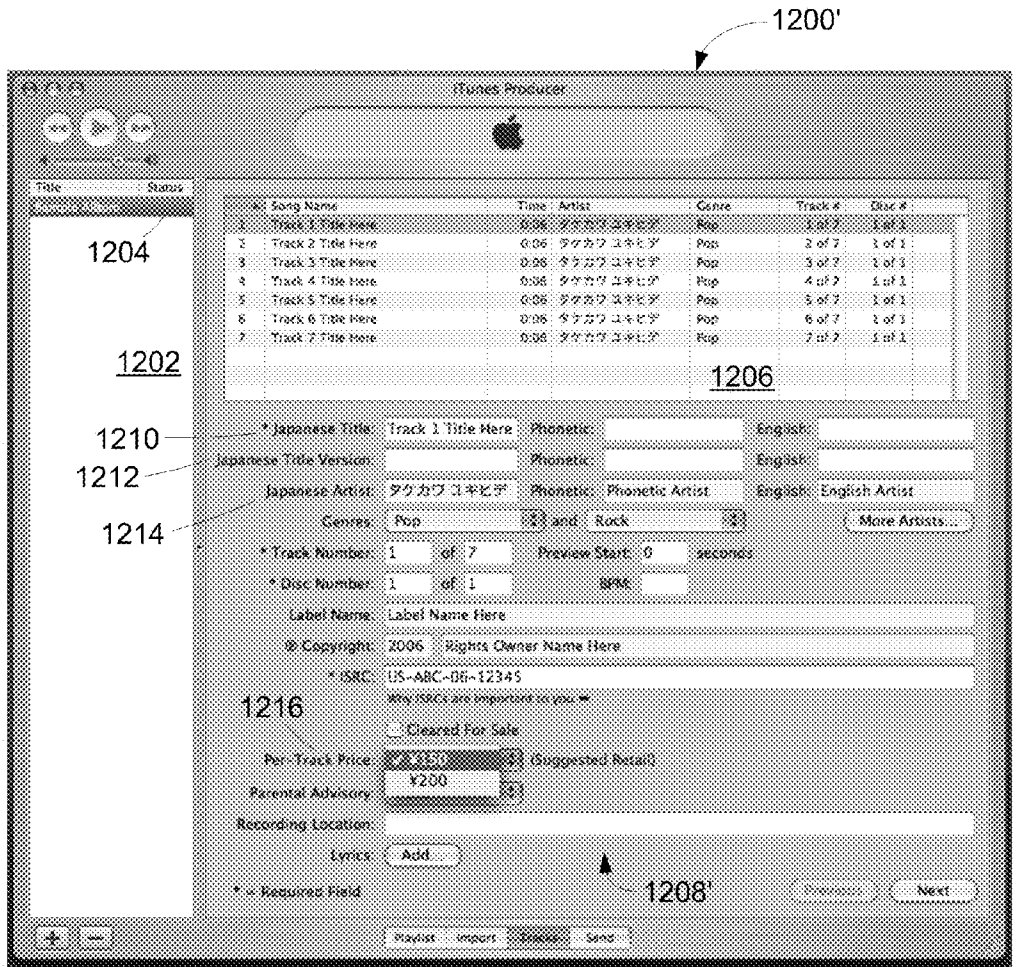 1200'
iTunes Producer
Title Status
1204
Song Name Time Artist Genre Track # Disc #
1 Track 1 Title Here 0:06 タケカワ ユキヒデ Pop 1 of 7 1 of 1
2 Track 2 Title Here 0:06 タケカワ ユキヒデ Pop 2 of 7 1 of 1
3 Track 3 Title Here 0:06 タケカワ ユキヒデ Pop 3 of 7 1 of 1
4 Track 4 Title Here 0:06 タケカワ ユキヒデ Pop 4 of 7 1 of 1
5 Track 5 Title Here 0:06 タケカワ ユキヒデ Pop 5 of 7 1 of 1
6 Track 6 Title Here 0:06 タケカワ ユキヒデ Pop 6 of 7 1 of 1
7 Track 7 Title Here 0:06 タケカワ ユキヒデ Pop 7 of 7 1 of 1
1202
1206
1210
* Japanese Title: Track 1 Title Here Phonetic: English:
1212
Japanese Title Version: Phonetic: English:
1214
Japanese Artist: タケカワ ユキヒデ Phonetic: Phonetic Artist English: English Artist
Genres: Pop and Rock More Artists...
* Track Number: 1 of 7 Preview Start: 0 seconds
* Disc Number: 1 of 1 BPM:
Label Name: Label Name Here
℗ Copyright: 2006 Rights Owner Name Here
* ISRC: US-ABC-06-12345
Why ISRCs are important to you
1216
Cleared For Sale
Per-Track Price: ✓ ¥150 (Suggested Retail)
¥200
Parental Advisory
Recording Location:
Lyrics: Add...
1208'
* = Required Field Previous Next
+ −
Playlist Import Tracks Send